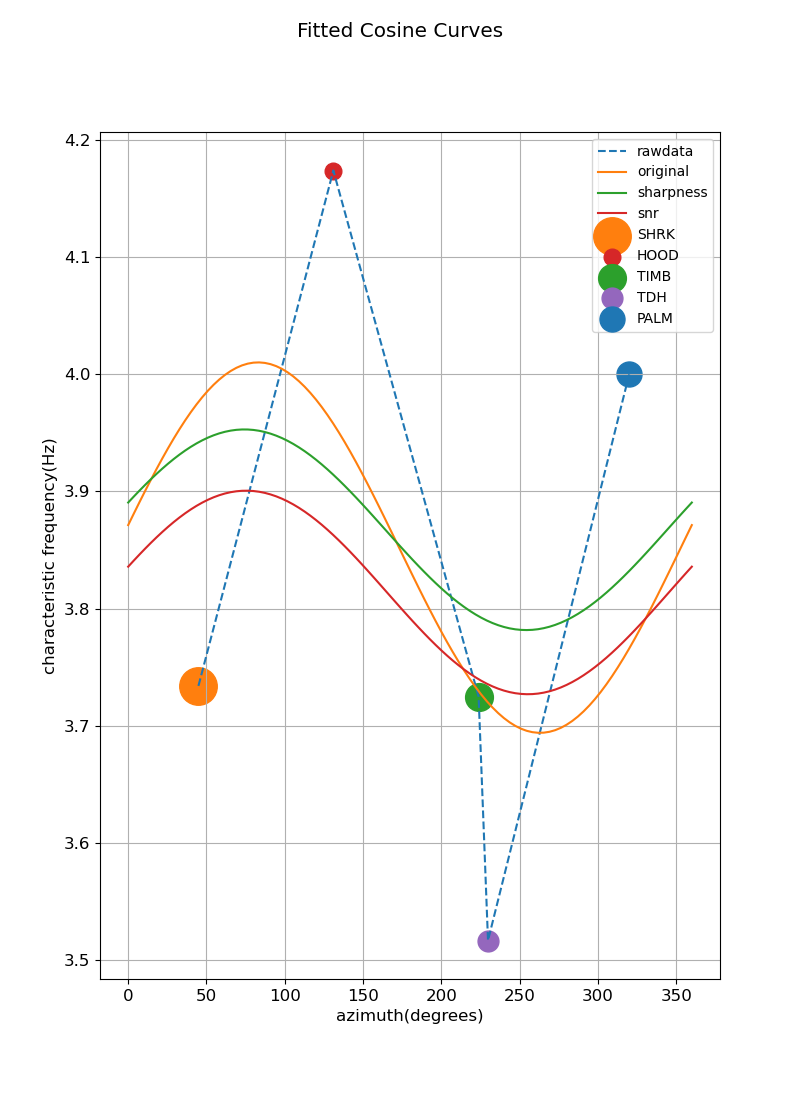 Fitted Cosine Curves
4.2
4.1
4.0
3.9
3.8
3.7
3.6
3.5
characteristic frequency(Hz)
rawdata
original
sharpness
snr
SHRK
HOOD
TIMB
TDH
PALM
0 50 100 150 200 250 300 350
azimuth(degrees)